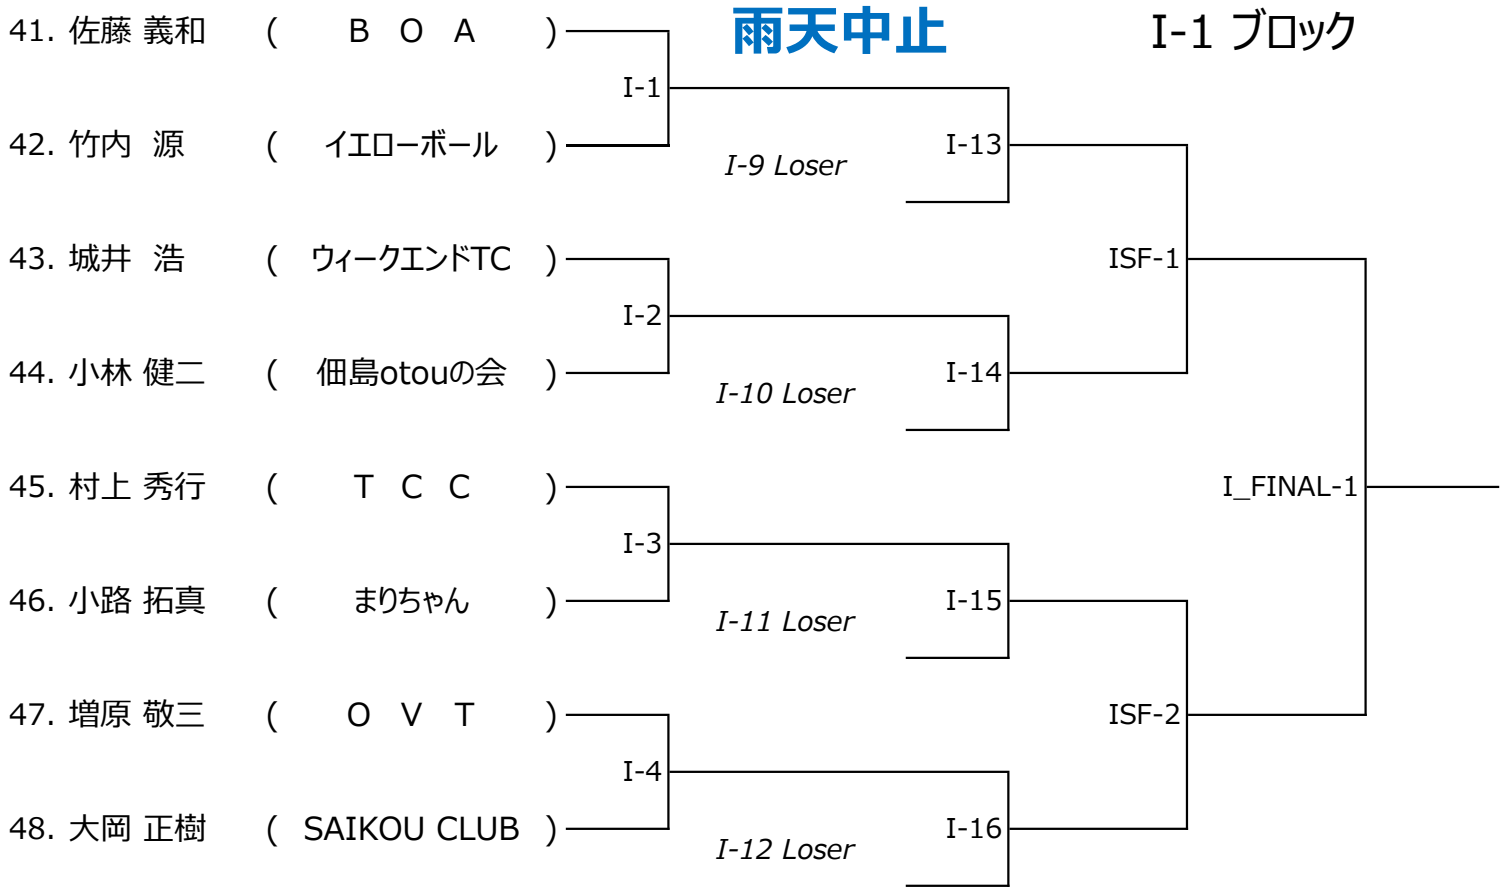 41. 佐藤 義和 ( B O A ) 雨天中止 I-1 ブロック
I-1
42. 竹内 源 ( イエローボール ) I-13
I-9 Loser
43. 城井 浩 ( ウィークエンドTC ) ISF-1
I-2
44. 小林 健二 ( 佃島otouの会 ) I-14
I-10 Loser
45. 村上 秀行 ( T C C ) I_FINAL-1
I-3
46. 小路 拓真 ( まりちゃん ) I-15
I-11 Loser
47. 増原 敬三 ( O V T ) ISF-2
I-4
48. 大岡 正樹 ( SAIKOU CLUB ) I-16
I-12 Loser